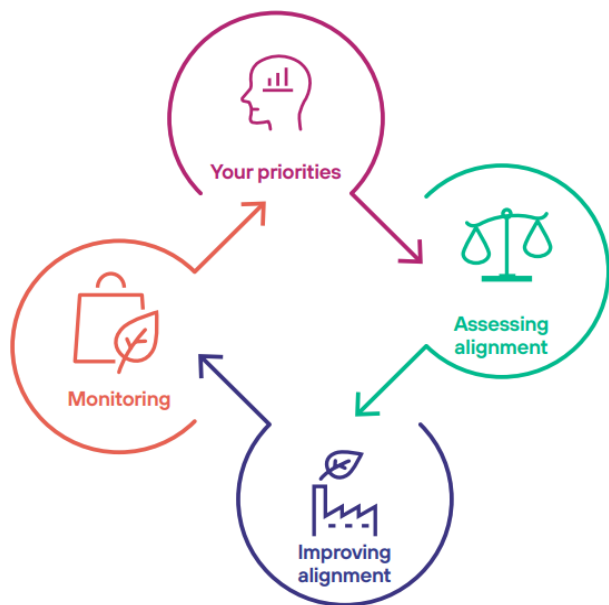 Your priorities
Assessing
alignment
Improving
alignment
Monitoring